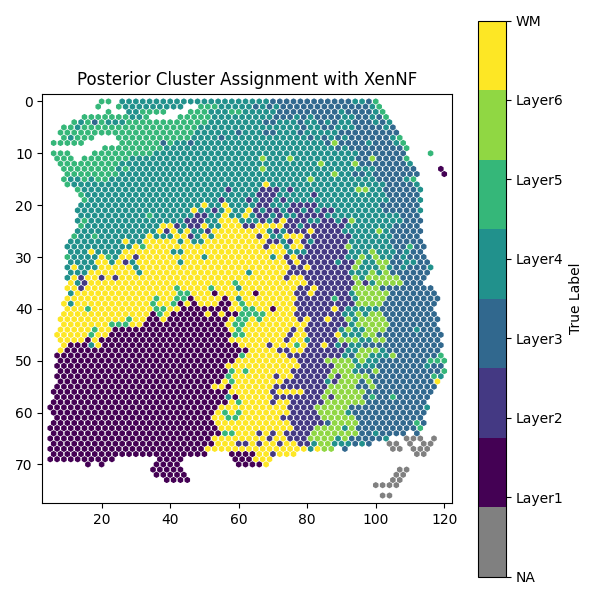 Posterior Cluster Assignment with XenNF
0
10
20
30
40
50
60
70
20
40
60
80
100
120
WM
Layer6
Layer5
Layer4
Layer3
Layer2
Layer1
NA
True Label